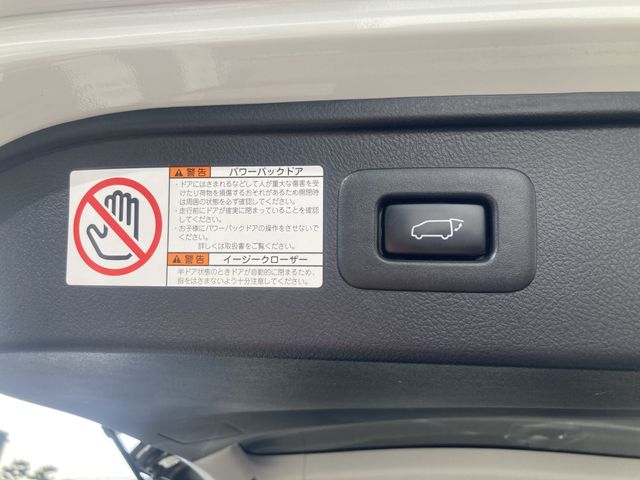 警告 パワーバックドア
・ドアにはさまれるなどして人が重大な傷害を受
けたり荷物を損傷するおそれがあるため開閉時
は周囲の状態を必ず確認してください。
・走行前にドアが確実に閉まっていることを確認
してください。
・お子様にパワーバックドアの操作をさせないで
ください。
詳しくは取扱書をご覧ください。
警告 イージークローザー
半ドア状態のときドアが自動的に閉まるため、
指をはさまないよう十分注意してください。